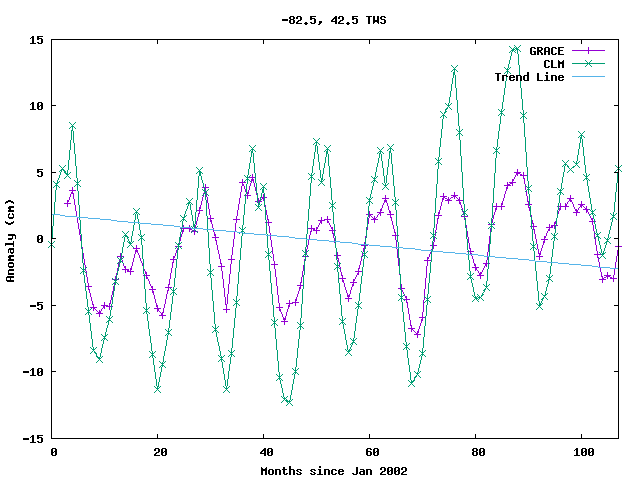 -82.5, 42.5 TWS
GRACE
CLM
Trend Line
15
10
5
0
-5
-10
-15
Anomaly (cm)
0 20 40 60 80 100
Months since Jan 2002